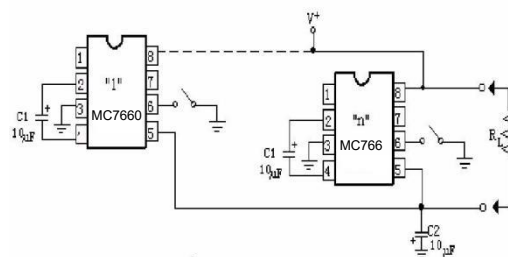 V+
1 8
2 "1" 7
3 MC7660 6
5
C1 +
10µF
1 8
2 "n" 7
3 MC766 6
4 5
C1 +
10µF
RL
C2
+ 10µF